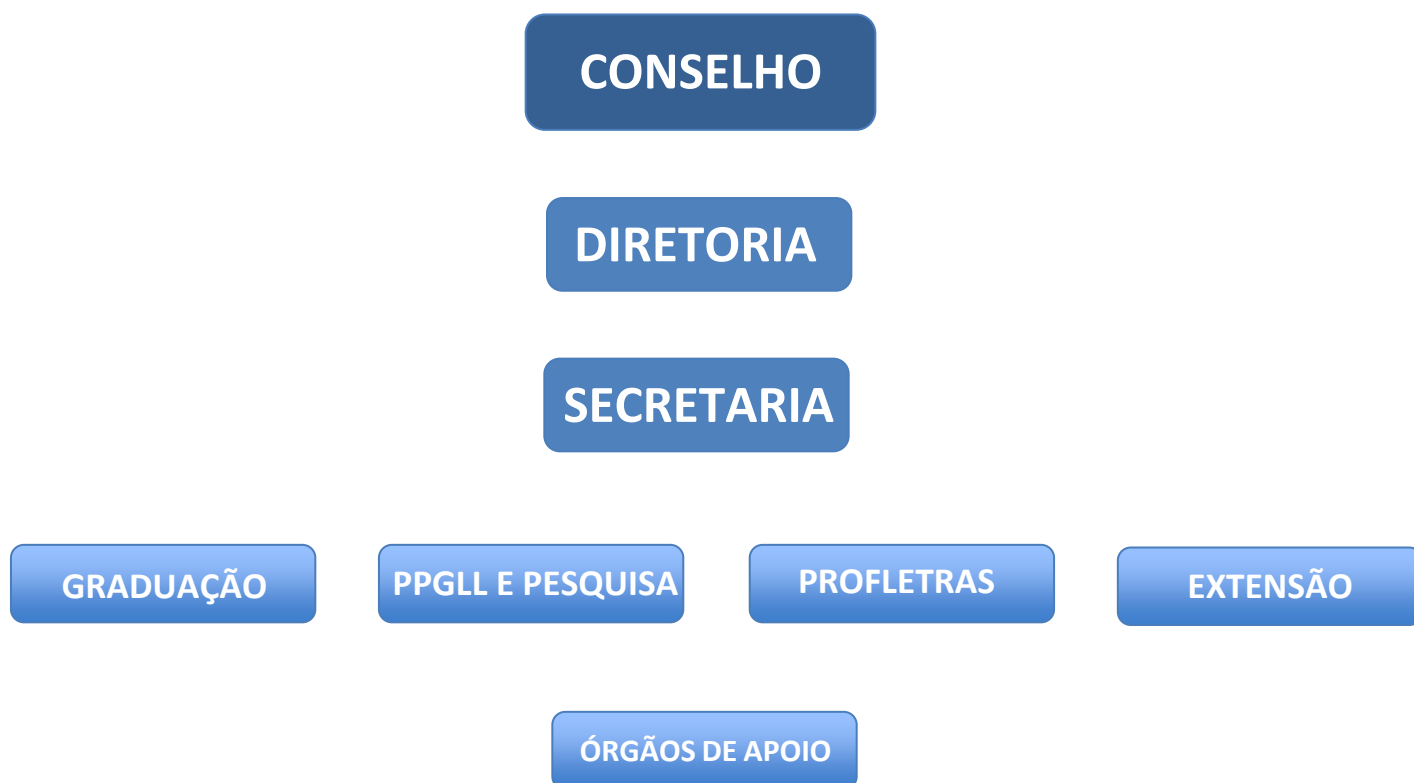 CONSELHO
DIRETORIA
SECRETARIA
GRADUAÇÃO
PPGLL E PESQUISA
PROFLETRAS
EXTENSÃO
ÓRGÃOS DE APOIO